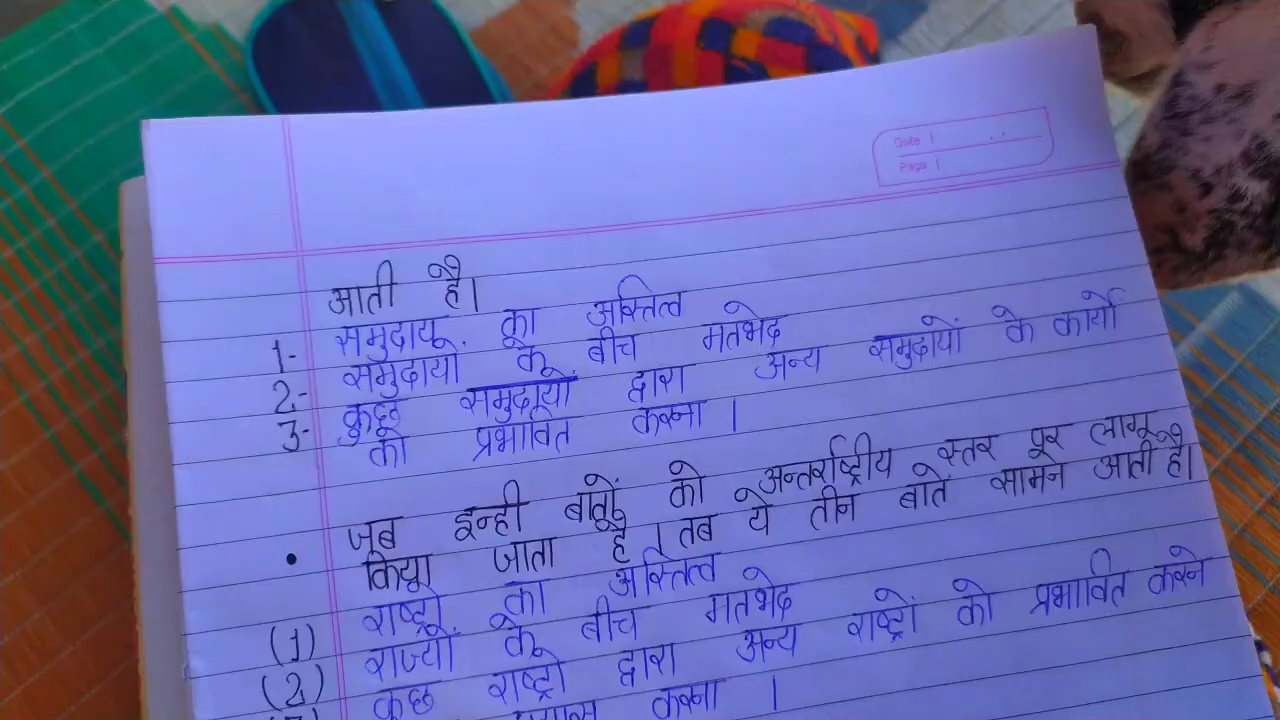 Date
Page
आती है।
1- समुदाय का अस्तित्व
2- समुदायों के बीच मतभेद
3- कुछ समुदायों द्वारा अन्य समुदायों के कार्यों
को प्रभावित करना।
• जब इन्ही बातों को अन्तर्राष्ट्रीय स्तर पर लागू
किया जाता है। तब ये तीन बाते सामने आती है।
(1) राष्ट्रो का अस्तित्व
(2) राज्यों के बीच मतभेद
कुछ राष्ट्रो द्वारा अन्य राष्ट्रों को प्रभावित करने
करना।